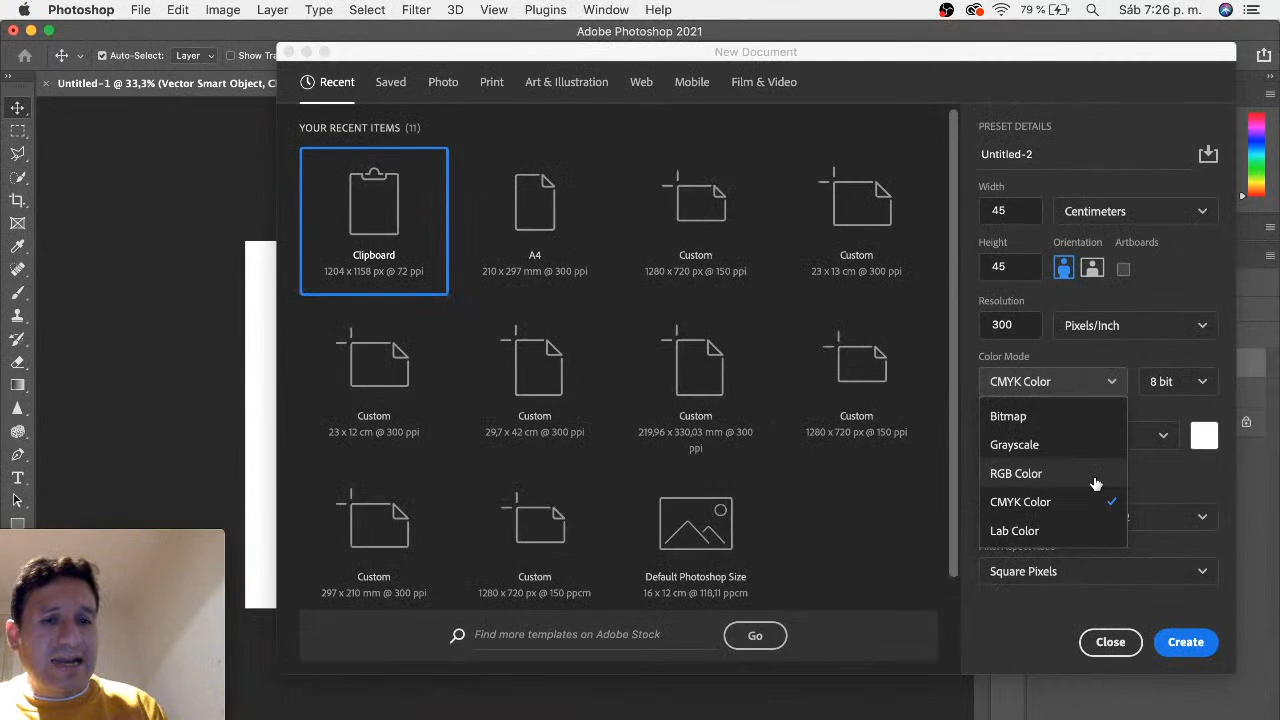 Photoshop File Edit Image Layer Type Select Filter 3D View Plugins Window Help 79 % Sáb 7:26 p. m.
Adobe Photoshop 2021
Auto-Select: Layer Show Tra
New Document
× Untitled-1 @ 33,3% (Vector Smart Object, C
Recent Saved Photo Print Art & Illustration Web Mobile Film & Video
YOUR RECENT ITEMS (11)
Clipboard
1204 x 1158 px @ 72 ppi
A4
210 x 297 mm @ 300 ppi
Custom
1280 x 720 px @ 150 ppi
Custom
23 x 13 cm @ 300 ppi
Custom
23 x 12 cm @ 300 ppi
Custom
29,7 x 42 cm @ 300 ppi
Custom
219,96 x 330,03 mm @ 300
ppi
Custom
1280 x 720 px @ 150 ppi
Custom
297 x 210 mm @ 300 ppi
Custom
1280 x 720 px @ 150 ppcm
Default Photoshop Size
16 x 12 cm @ 118,11 ppcm
Find more templates on Adobe Stock
Go
PRESET DETAILS
Untitled-2
Width
45 Centimeters
Height Orientation Artboards
45
Resolution
300 Pixels/Inch
Color Mode
CMYK Color 8 bit
Bitmap
Grayscale
RGB Color
CMYK Color
Lab Color
Square Pixels
Close Create